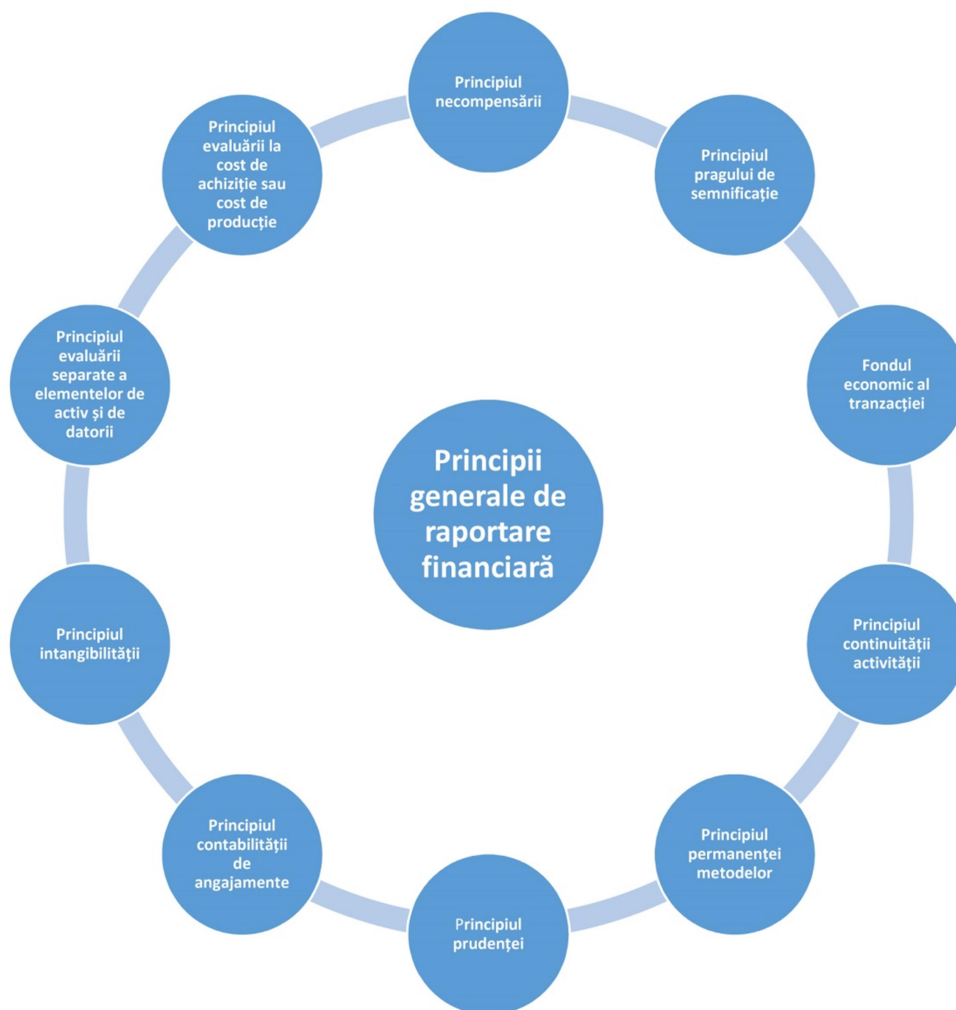 Principiul
necompensării
Principiul
pragului de
semnificație
Fondul
economic al
tranzacției
Principiul
continuității
activității
Principiul
permanenței
metodelor
Principiul
prudenței
Principiul
contabilității
de
angajamente
Principiul
intangibilității
Principiul
evaluării
separate a
elementelor de
activ și de
datorii
Principiul
evaluării la
cost de
achiziție sau
cost de
producție
Principii
generale de
raportare
financiară